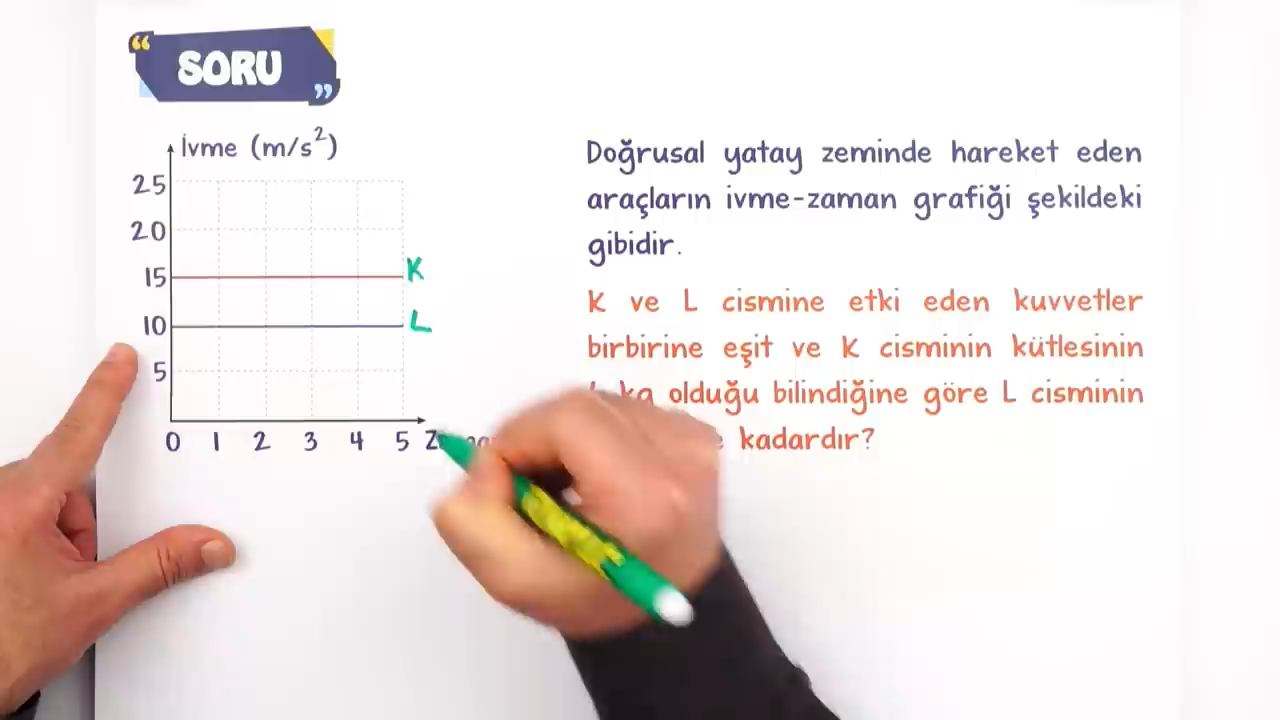 SORU
İvme (m/s²)
25
20
15
10
5
0 1 2 3 4 5
K
L
Doğrusal yatay zeminde hareket eden
araçların ivme-zaman grafiği şekildeki
gibidir.
K ve L cismine etki eden kuvvetler
birbirine eşit ve K cisminin kütlesinin
kg olduğu bilindiğine göre L cisminin
kadardır?